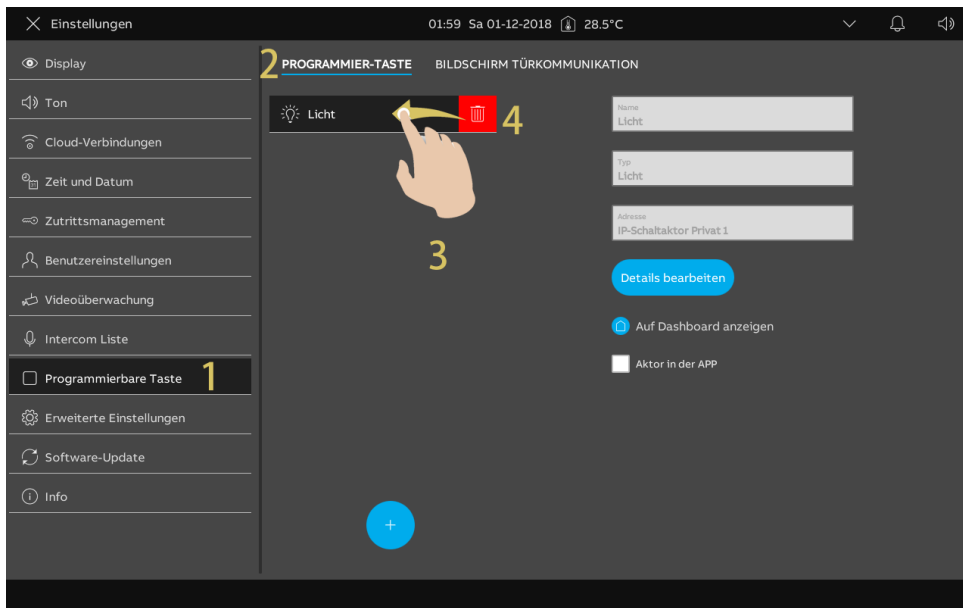 Einstellungen
01:59 Sa 01-12-2018 28.5°C
Display
Ton
Cloud-Verbindungen
Zeit und Datum
Zutrittsmanagement
Benutzereinstellungen
Videoüberwachung
Intercom Liste
Programmierbare Taste
1
Erweiterte Einstellungen
Software-Update
Info
2
PROGRAMMIER-TASTE
BILDSCHIRM TÜRKOMMUNIKATION
Licht
4
3
+
Name
Licht
Typ
Licht
Adresse
IP-Schaltaktor Privat 1
Details bearbeiten
Auf Dashboard anzeigen
Aktor in der APP